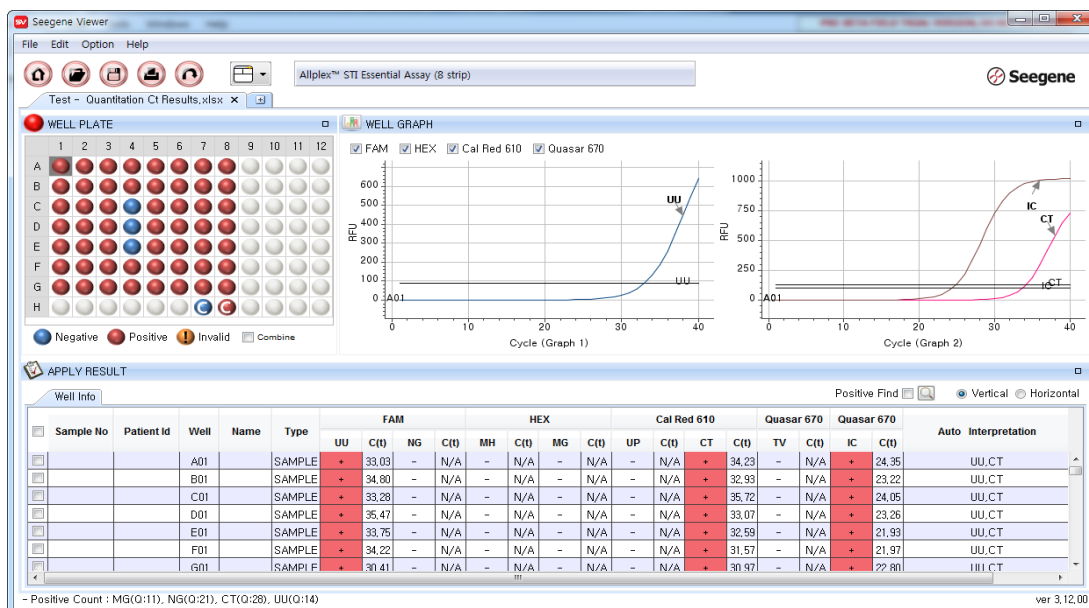 Seegene Viewer
File Edit Option Help
Allplex™ STI Essential Assay (8 strip)
Seegene
Test - Quantitation Ct Results,xlsx
WELL PLATE
1 2 3 4 5 6 7 8 9 10 11 12
A
B
C
D
E
F
G
H C C
Negative Positive Invalid Combine
WELL GRAPH
FAM HEX Cal Red 610 Quasar 670
RFU
600
500
400
300
200
100
0
A01
UU
UU
0 10 20 30 40
Cycle (Graph 1)
RFU
1000
750
500
250
0
A01
IC
CT
IC CT
0 10 20 30 40
Cycle (Graph 2)
APPLY RESULT
Well Info
Positive Find Vertical Horizontal
Sample No Patient Id Well Name Type FAM HEX Cal Red 610 Quasar 670 Quasar 670 Auto Interpretation
UU C(t) NG C(t) MH C(t) MG C(t) UP C(t) CT C(t) TV C(t) IC C(t)
A01 SAMPLE + 33,03 - N/A - N/A - N/A - N/A + 34,23 - N/A + 24,35 UU,CT
B01 SAMPLE + 34,80 - N/A - N/A - N/A - N/A + 32,93 - N/A + 23,22 UU,CT
C01 SAMPLE + 33,28 - N/A - N/A - N/A - N/A + 35,72 - N/A + 24,05 UU,CT
D01 SAMPLE + 35,47 - N/A - N/A - N/A - N/A + 33,07 - N/A + 23,26 UU,CT
E01 SAMPLE + 33,75 - N/A - N/A - N/A - N/A + 32,59 - N/A + 21,93 UU,CT
F01 SAMPLE + 34,22 - N/A - N/A - N/A - N/A + 31,57 - N/A + 21,97 UU,CT
G01 SAMPLE + 30,41 - N/A - N/A - N/A - N/A + 30,97 - N/A + 22,80 UU,CT
- Positive Count : MG(Q:11), NG(Q:21), CT(Q:28), UU(Q:14)
ver 3,12,00